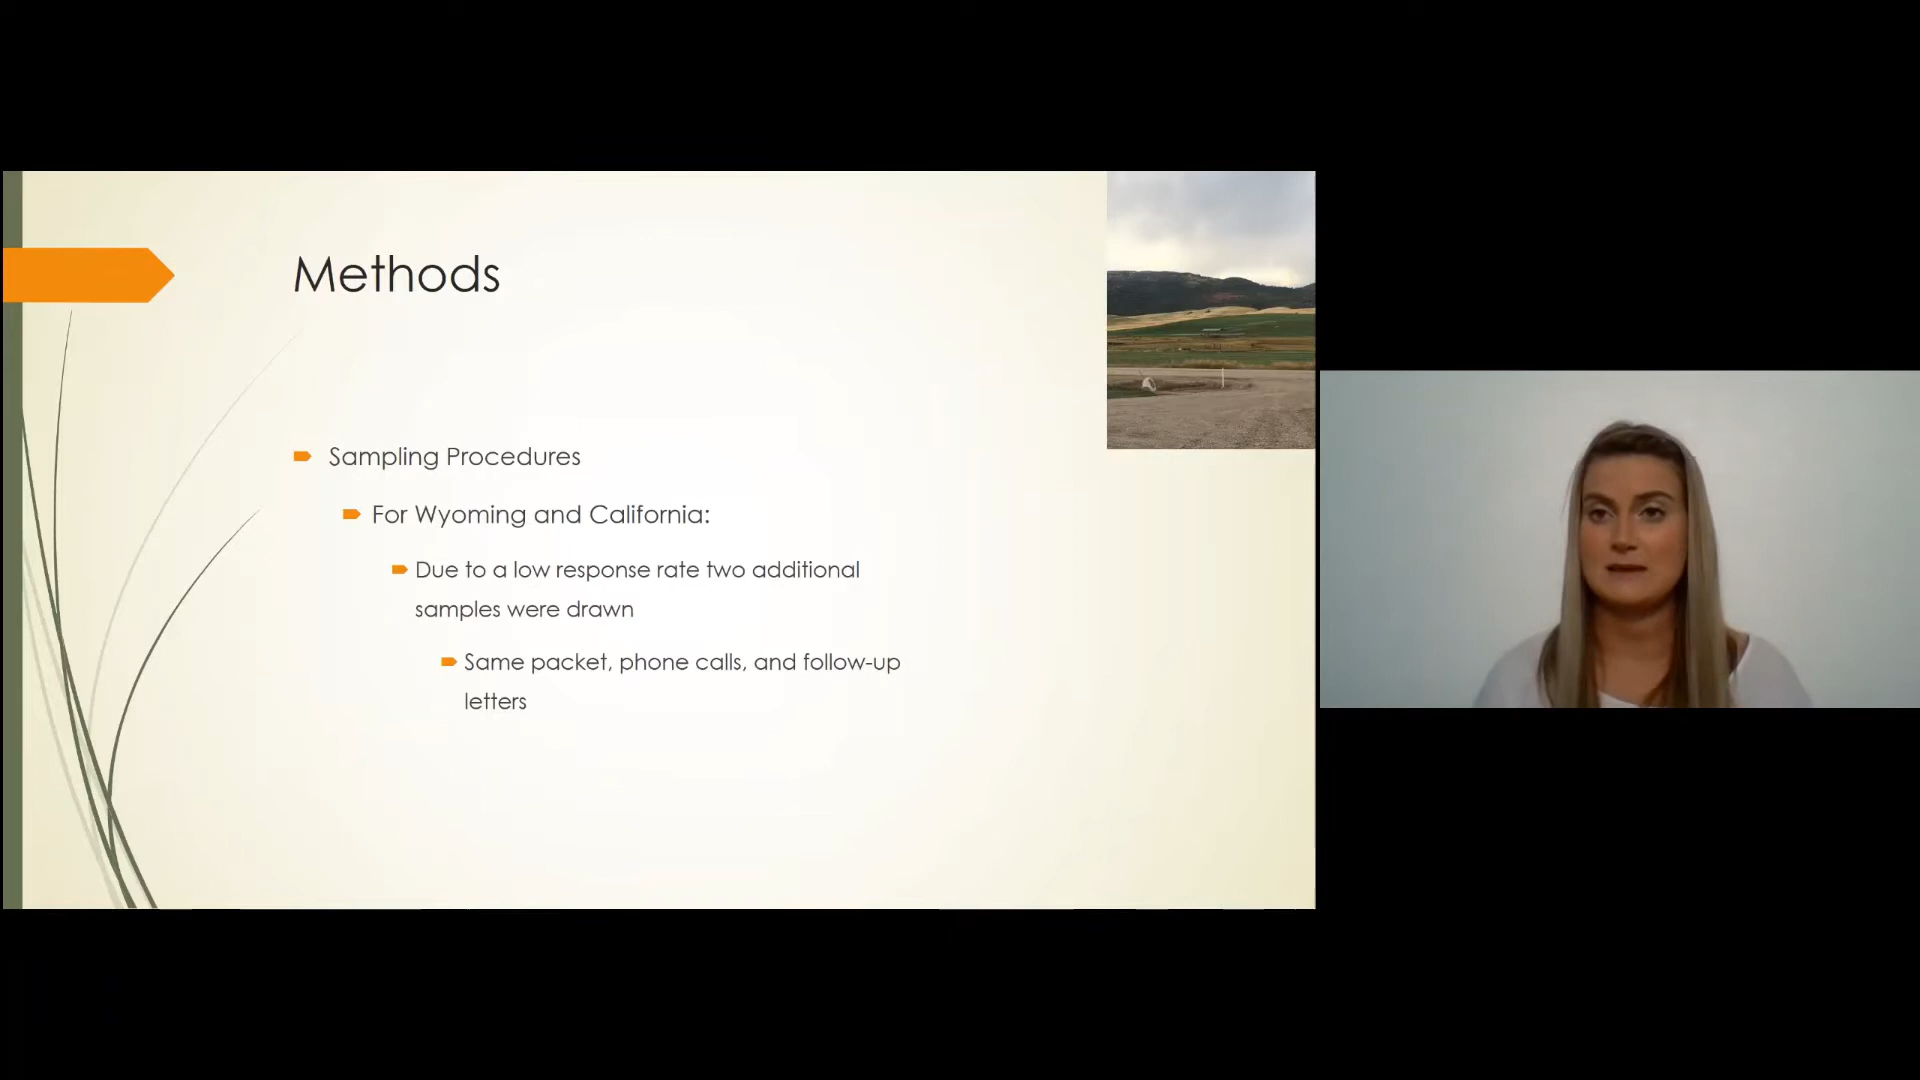 Methods
Sampling Procedures
For Wyoming and California:
Due to a low response rate two additional
samples were drawn
Same packet, phone calls, and follow-up
letters